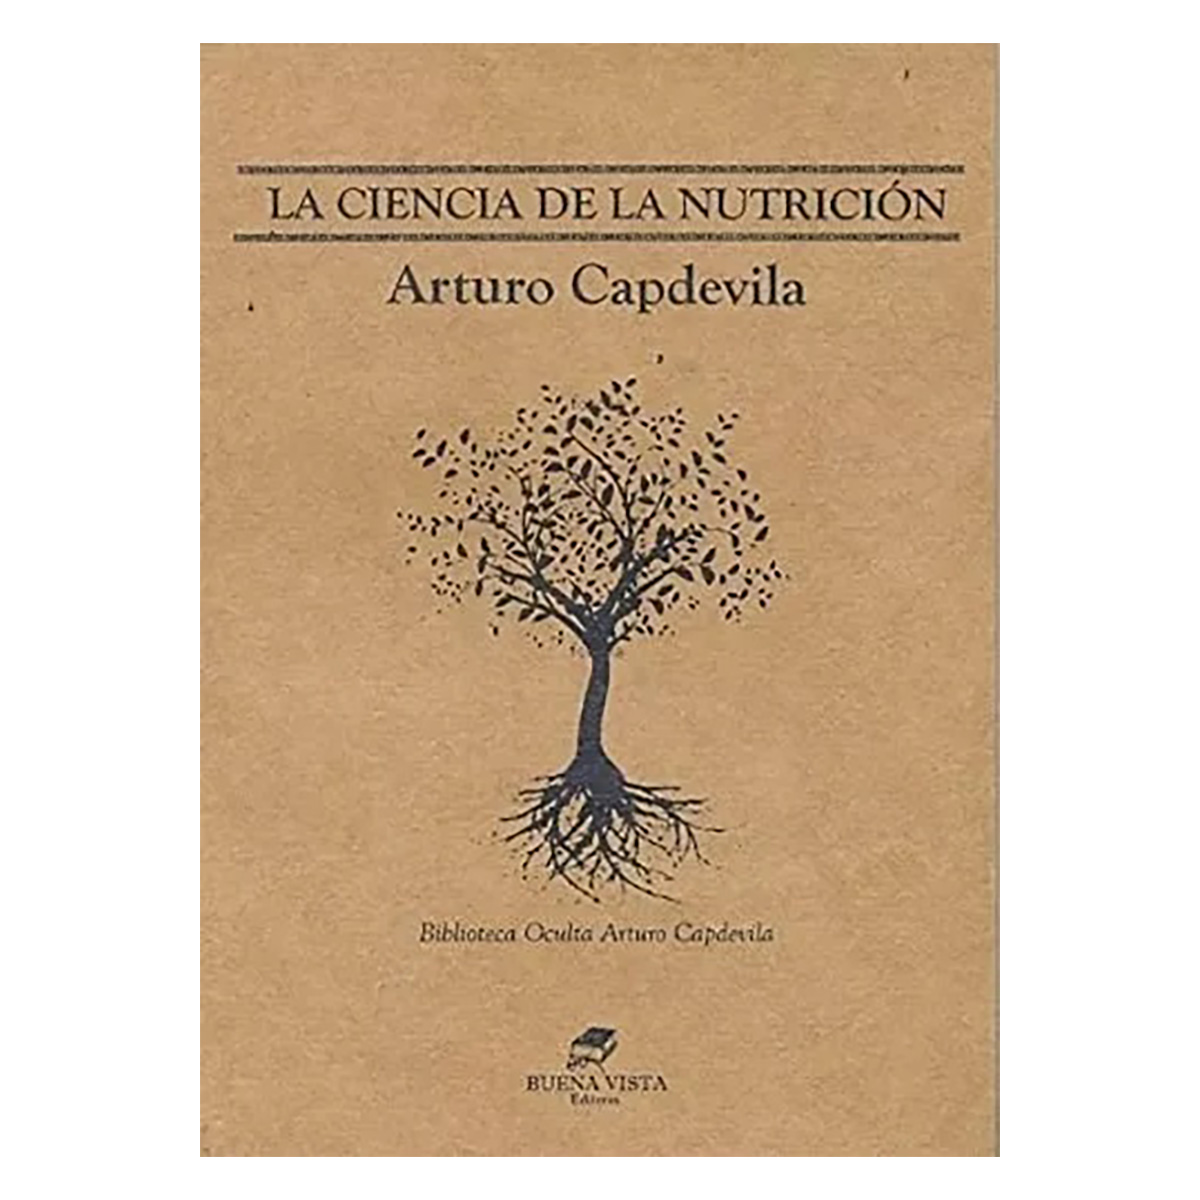 LA CIENCIA DE LA NUTRICIÓN
Arturo Capdevila
Biblioteca Oculta Arturo Capdevila
BUENA VISTA
Editores